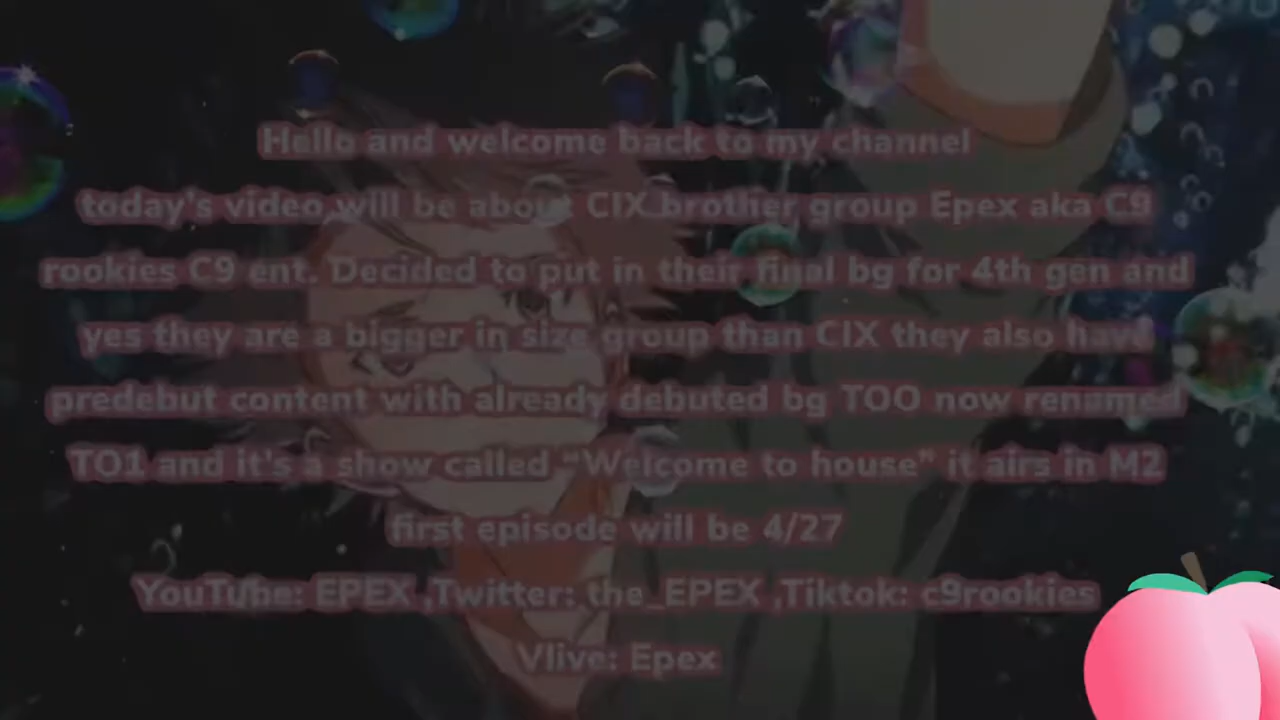 Hello and welcome back to my channel
today's video will be about CIX brother group Epex aka C9
rookies C9 ent. Decided to put in their final bg for 4th gen and
yes they are a bigger in size group than CIX they also have
predebut content with already debuted bg TOO now renamed
TO1 and it's a show called "Welcome to house" it airs in M2
first episode will be 4/27
YouTube: EPEX ,Twitter: the_EPEX ,Tiktok: c9rookies
Vlive: Epex